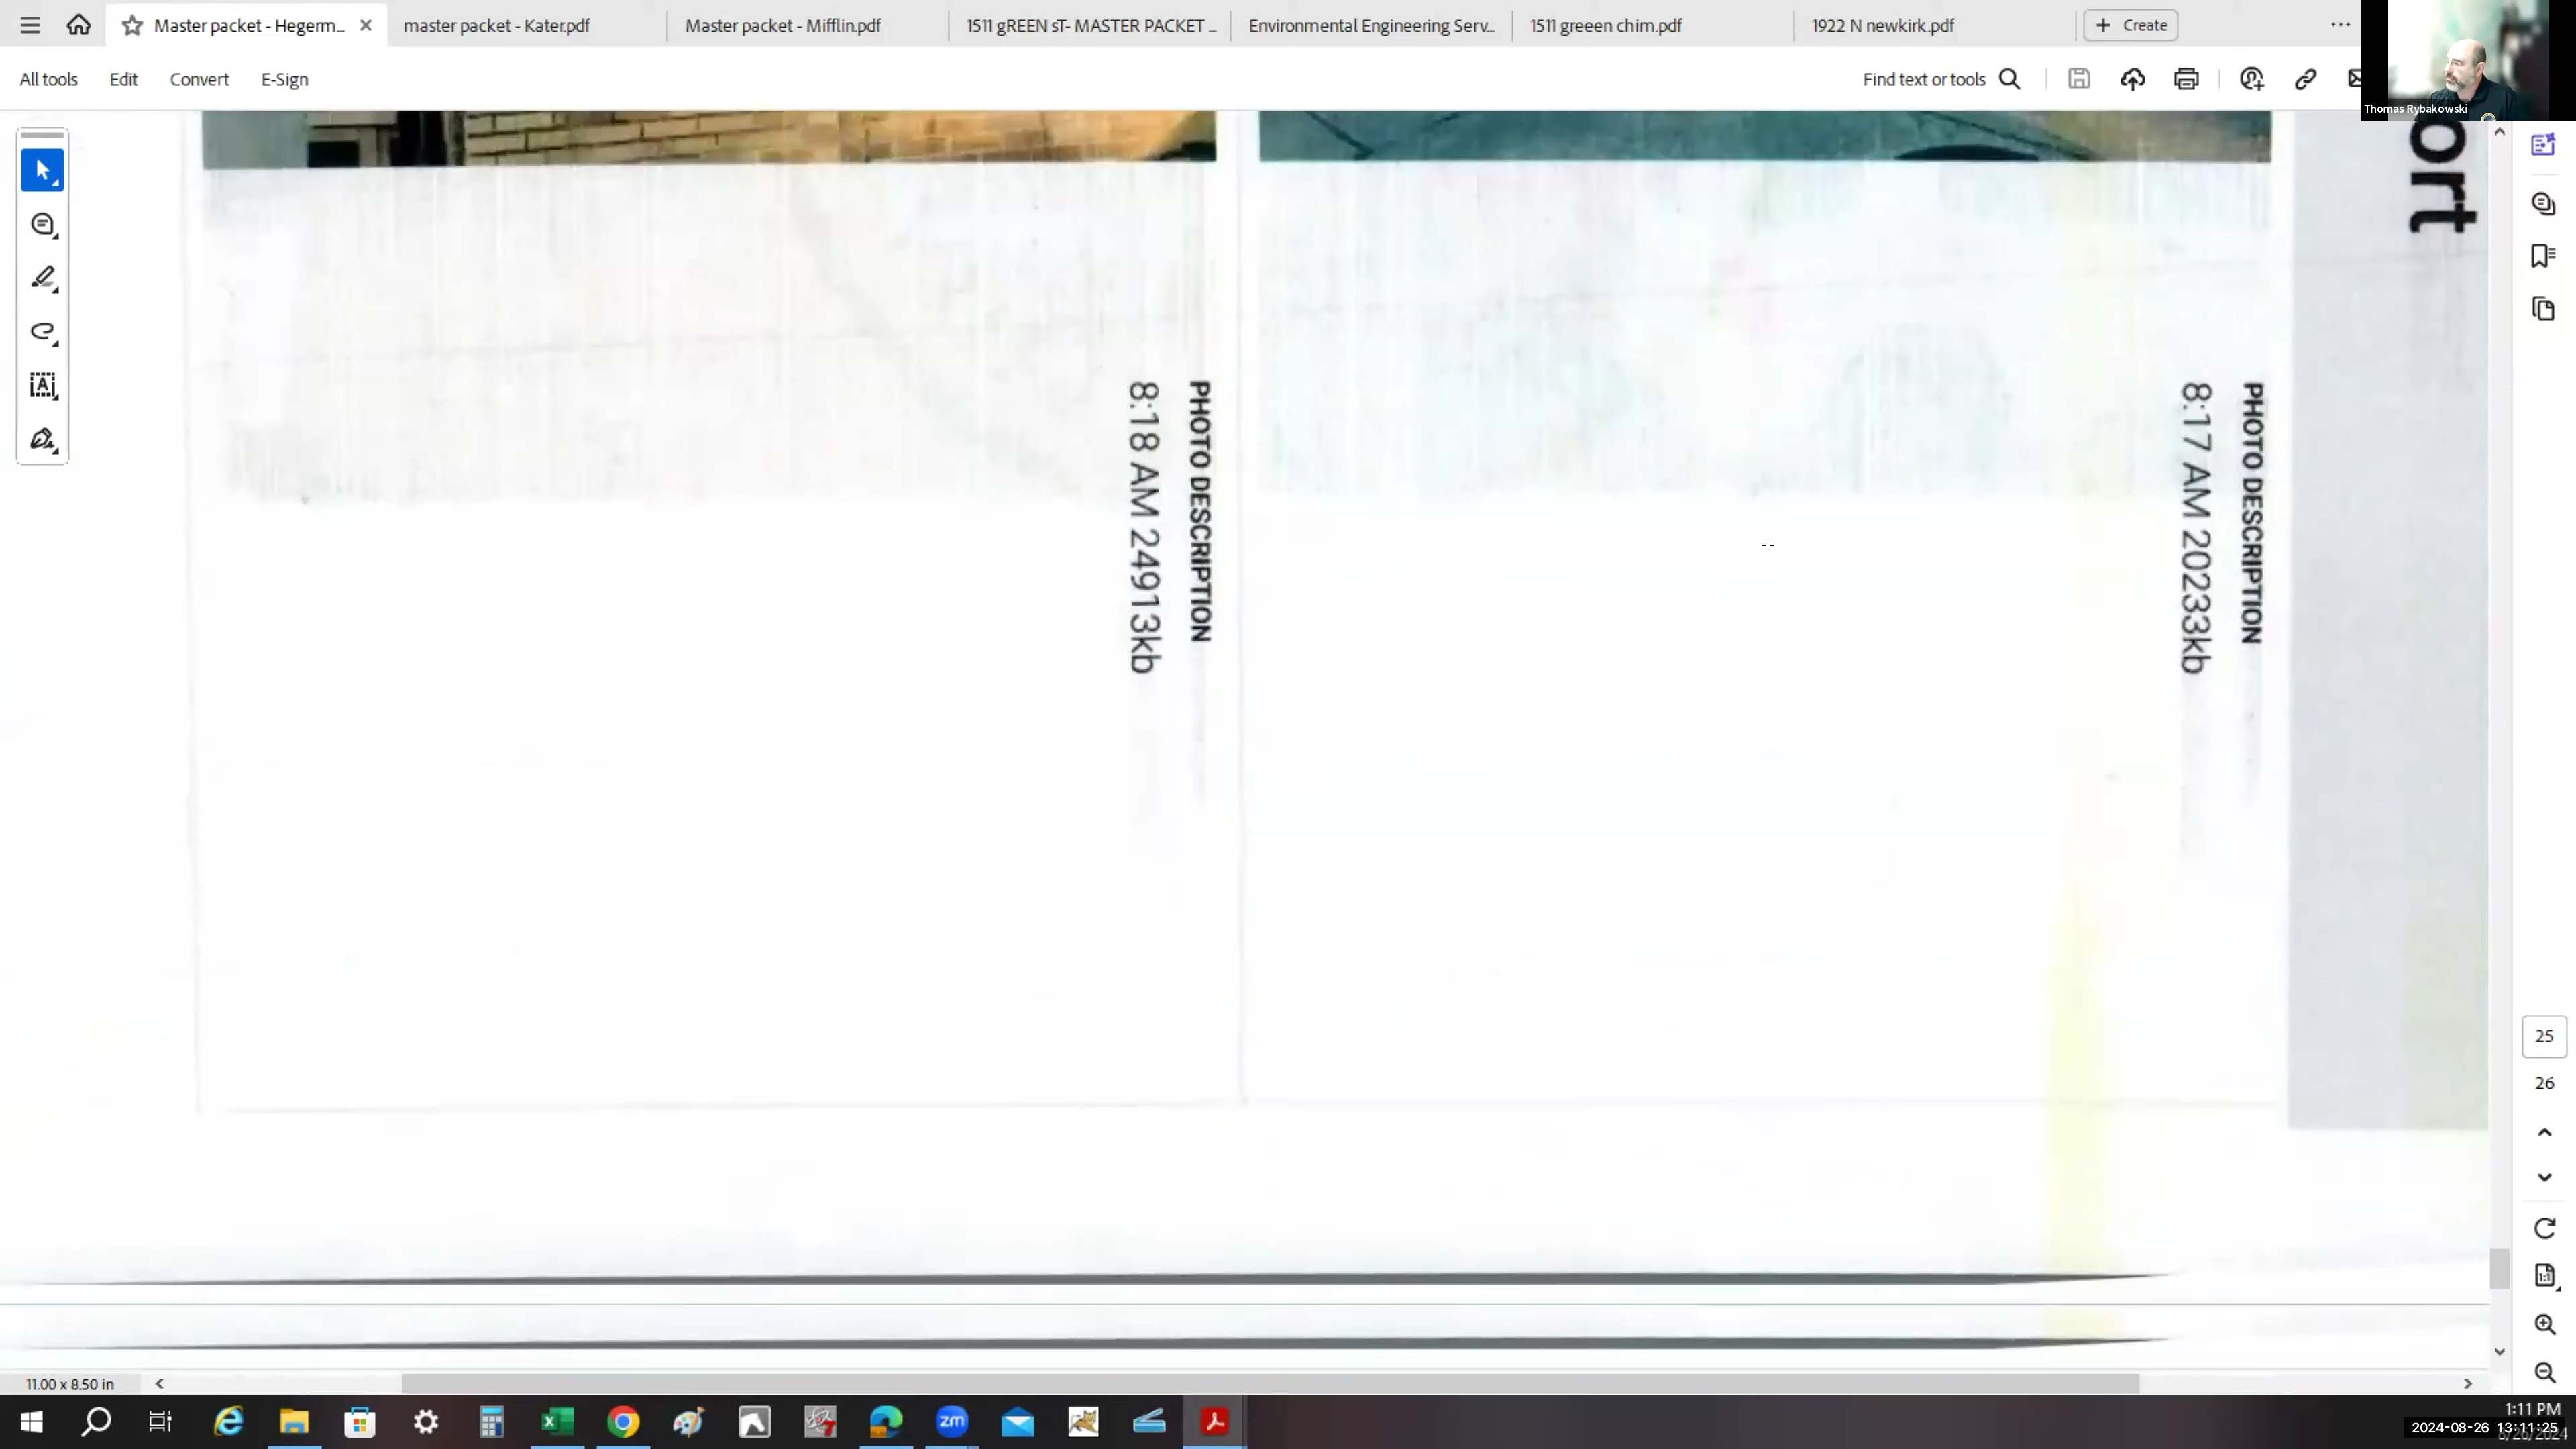 Master packet - Hegerm...
master packet - Kater.pdf
Master packet - Mifflin.pdf
1511 gREEN sT- MASTER PACKET ...
Environmental Engineering Serv...
1511 greeen chim.pdf
1922 N newkirk.pdf
Create
All tools
Edit
Convert
E-Sign
Find text or tools
Thomas Rybakowski
ort
PHOTO DESCRIPTION
8:17 AM 20233kb
PHOTO DESCRIPTION
8:18 AM 24913kb
25
26
11.00 x 8.50 in
zm
1:11 PM
2024-08-26 13:11:25